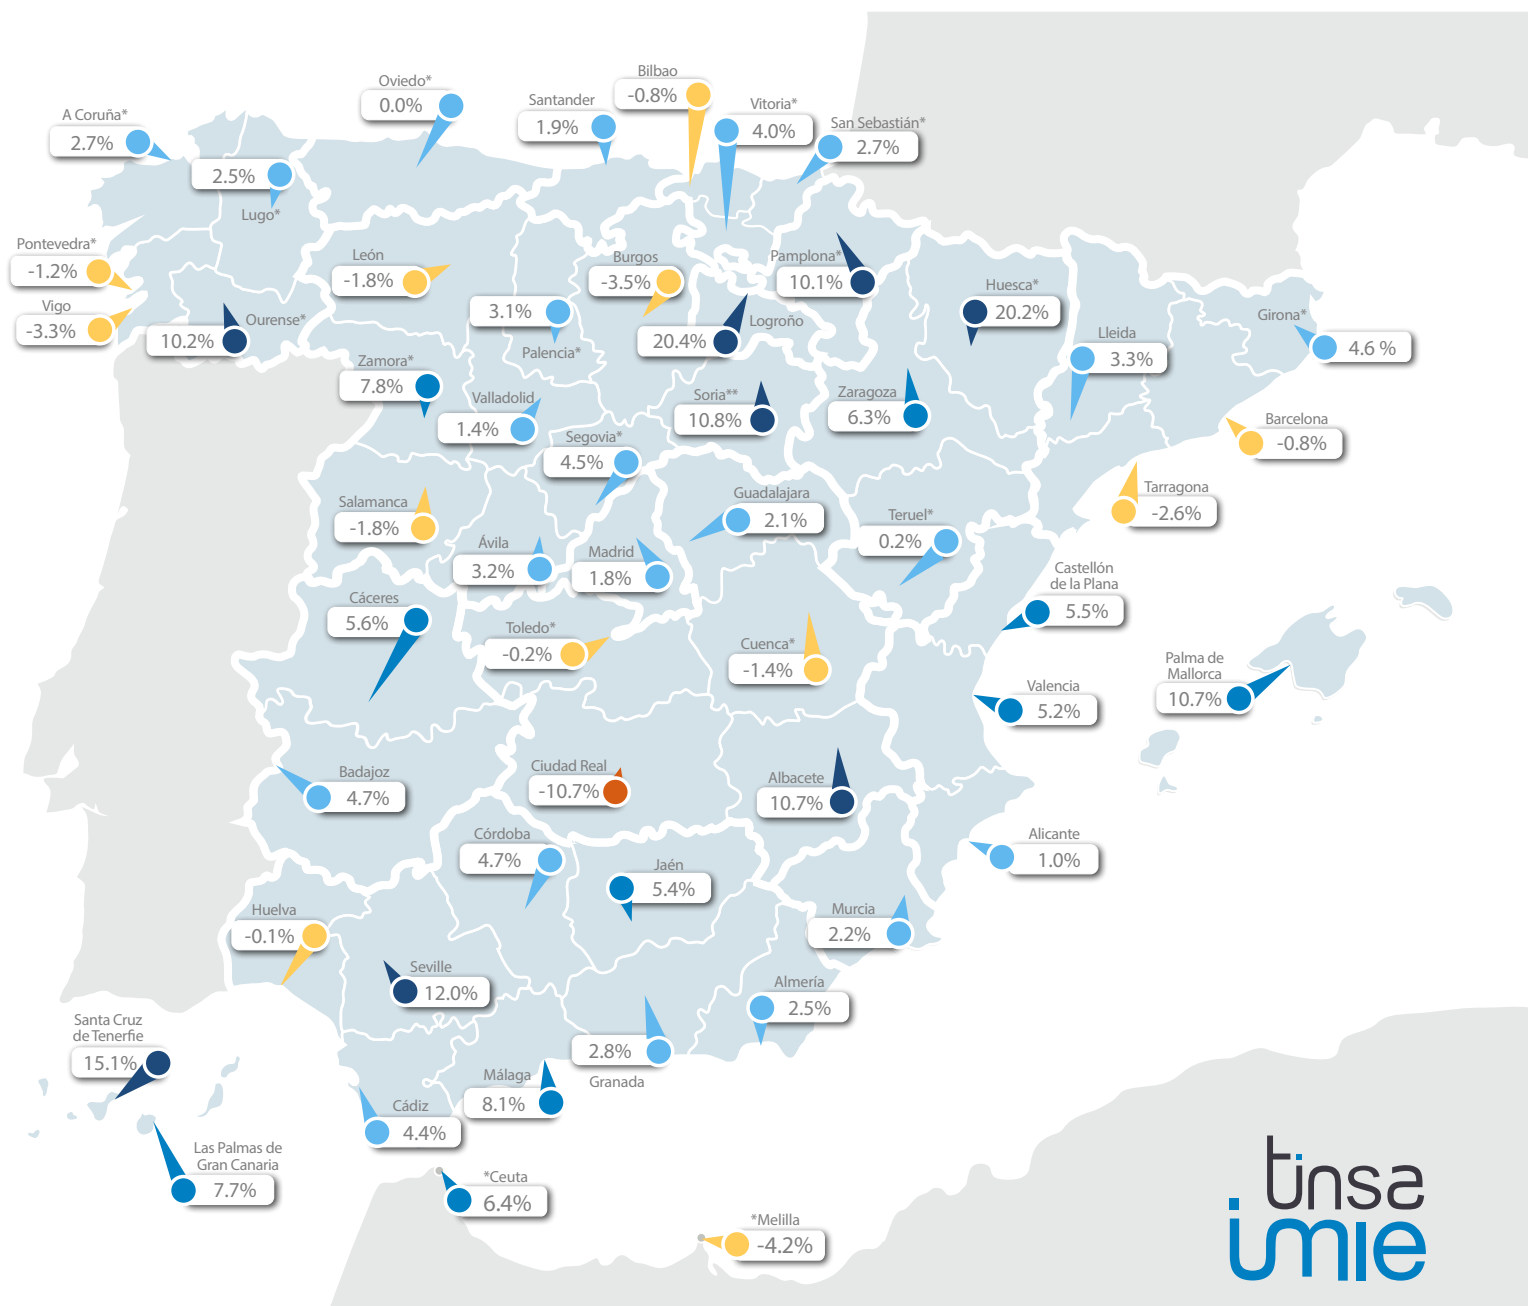 Oviedo*
0.0%
Santander
1.9%
Bilbao
-0.8%
Vitoria*
4.0%
San Sebastián*
2.7%
A Coruña*
2.7%
2.5%
Lugo*
Pontevedra*
-1.2%
Vigo
-3.3%
10.2%
Ourense*
León
-1.8%
3.1%
Palencia*
Burgos
-3.5%
20.4%
Logroño
Pamplona*
10.1%
Huesca*
20.2%
Lleida
3.3%
Girona*
4.6 %
Zamora*
7.8%
Valladolid
1.4%
Segovia*
4.5%
Soria**
10.8%
Zaragoza
6.3%
Barcelona
-0.8%
Tarragona
-2.6%
Salamanca
-1.8%
Ávila
3.2%
Madrid
1.8%
Guadalajara
2.1%
Teruel*
0.2%
Castellón
de la Plana
5.5%
Cáceres
5.6%
Toledo*
-0.2%
Cuenca*
-1.4%
Valencia
5.2%
Palma de
Mallorca
10.7%
Badajoz
4.7%
Ciudad Real
-10.7%
Albacete
10.7%
Alicante
1.0%
Córdoba
4.7%
Jaén
5.4%
Murcia
2.2%
Huelva
-0.1%
Seville
12.0%
Almería
2.5%
2.8%
Granada
Santa Cruz
de Tenerfie
15.1%
Málaga
8.1%
Cádiz
4.4%
Las Palmas de
Gran Canaria
7.7%
*Ceuta
6.4%
*Melilla
-4.2%
tinsa
imie